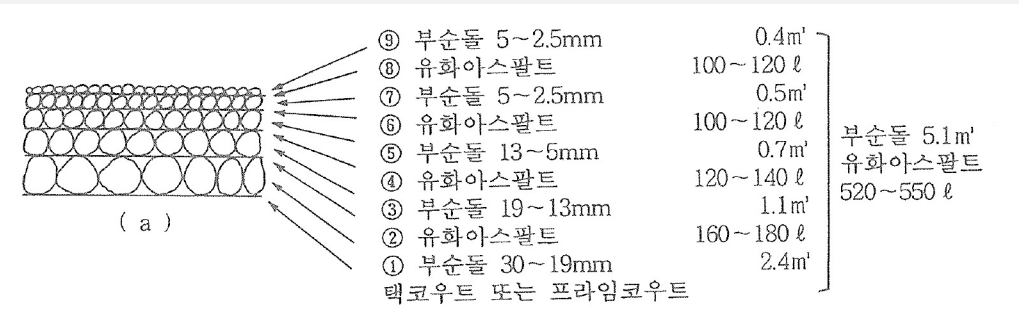 ⑨ 부순돌 5~2.5mm 0.4㎥
⑧ 유화아스팔트 100~120ℓ
⑦ 부순돌 5~2.5mm 0.5㎥
⑥ 유화아스팔트 100~120ℓ
⑤ 부순돌 13~5mm 0.7㎥
④ 유화아스팔트 120~140ℓ
③ 부순돌 19~13mm 1.1㎥
② 유화아스팔트 160~180ℓ
① 부순돌 30~19mm 2.4㎥
택코우트 또는 프라임코우트
부순돌 5.1㎥
유화아스팔트
520~550ℓ
(a)